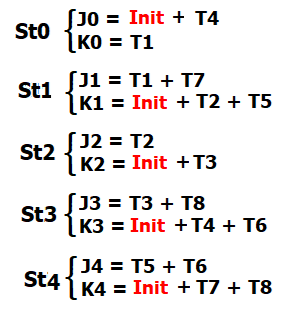 St0
J0 = Init + T4
K0 = T1
St1
J1 = T1 + T7
K1 = Init + T2 + T5
St2
J2 = T2
K2 = Init +T3
St3
J3 = T3 + T8
K3 = Init +T4 + T6
St4
J4 = T5 + T6
K4 = Init +T7 + T8